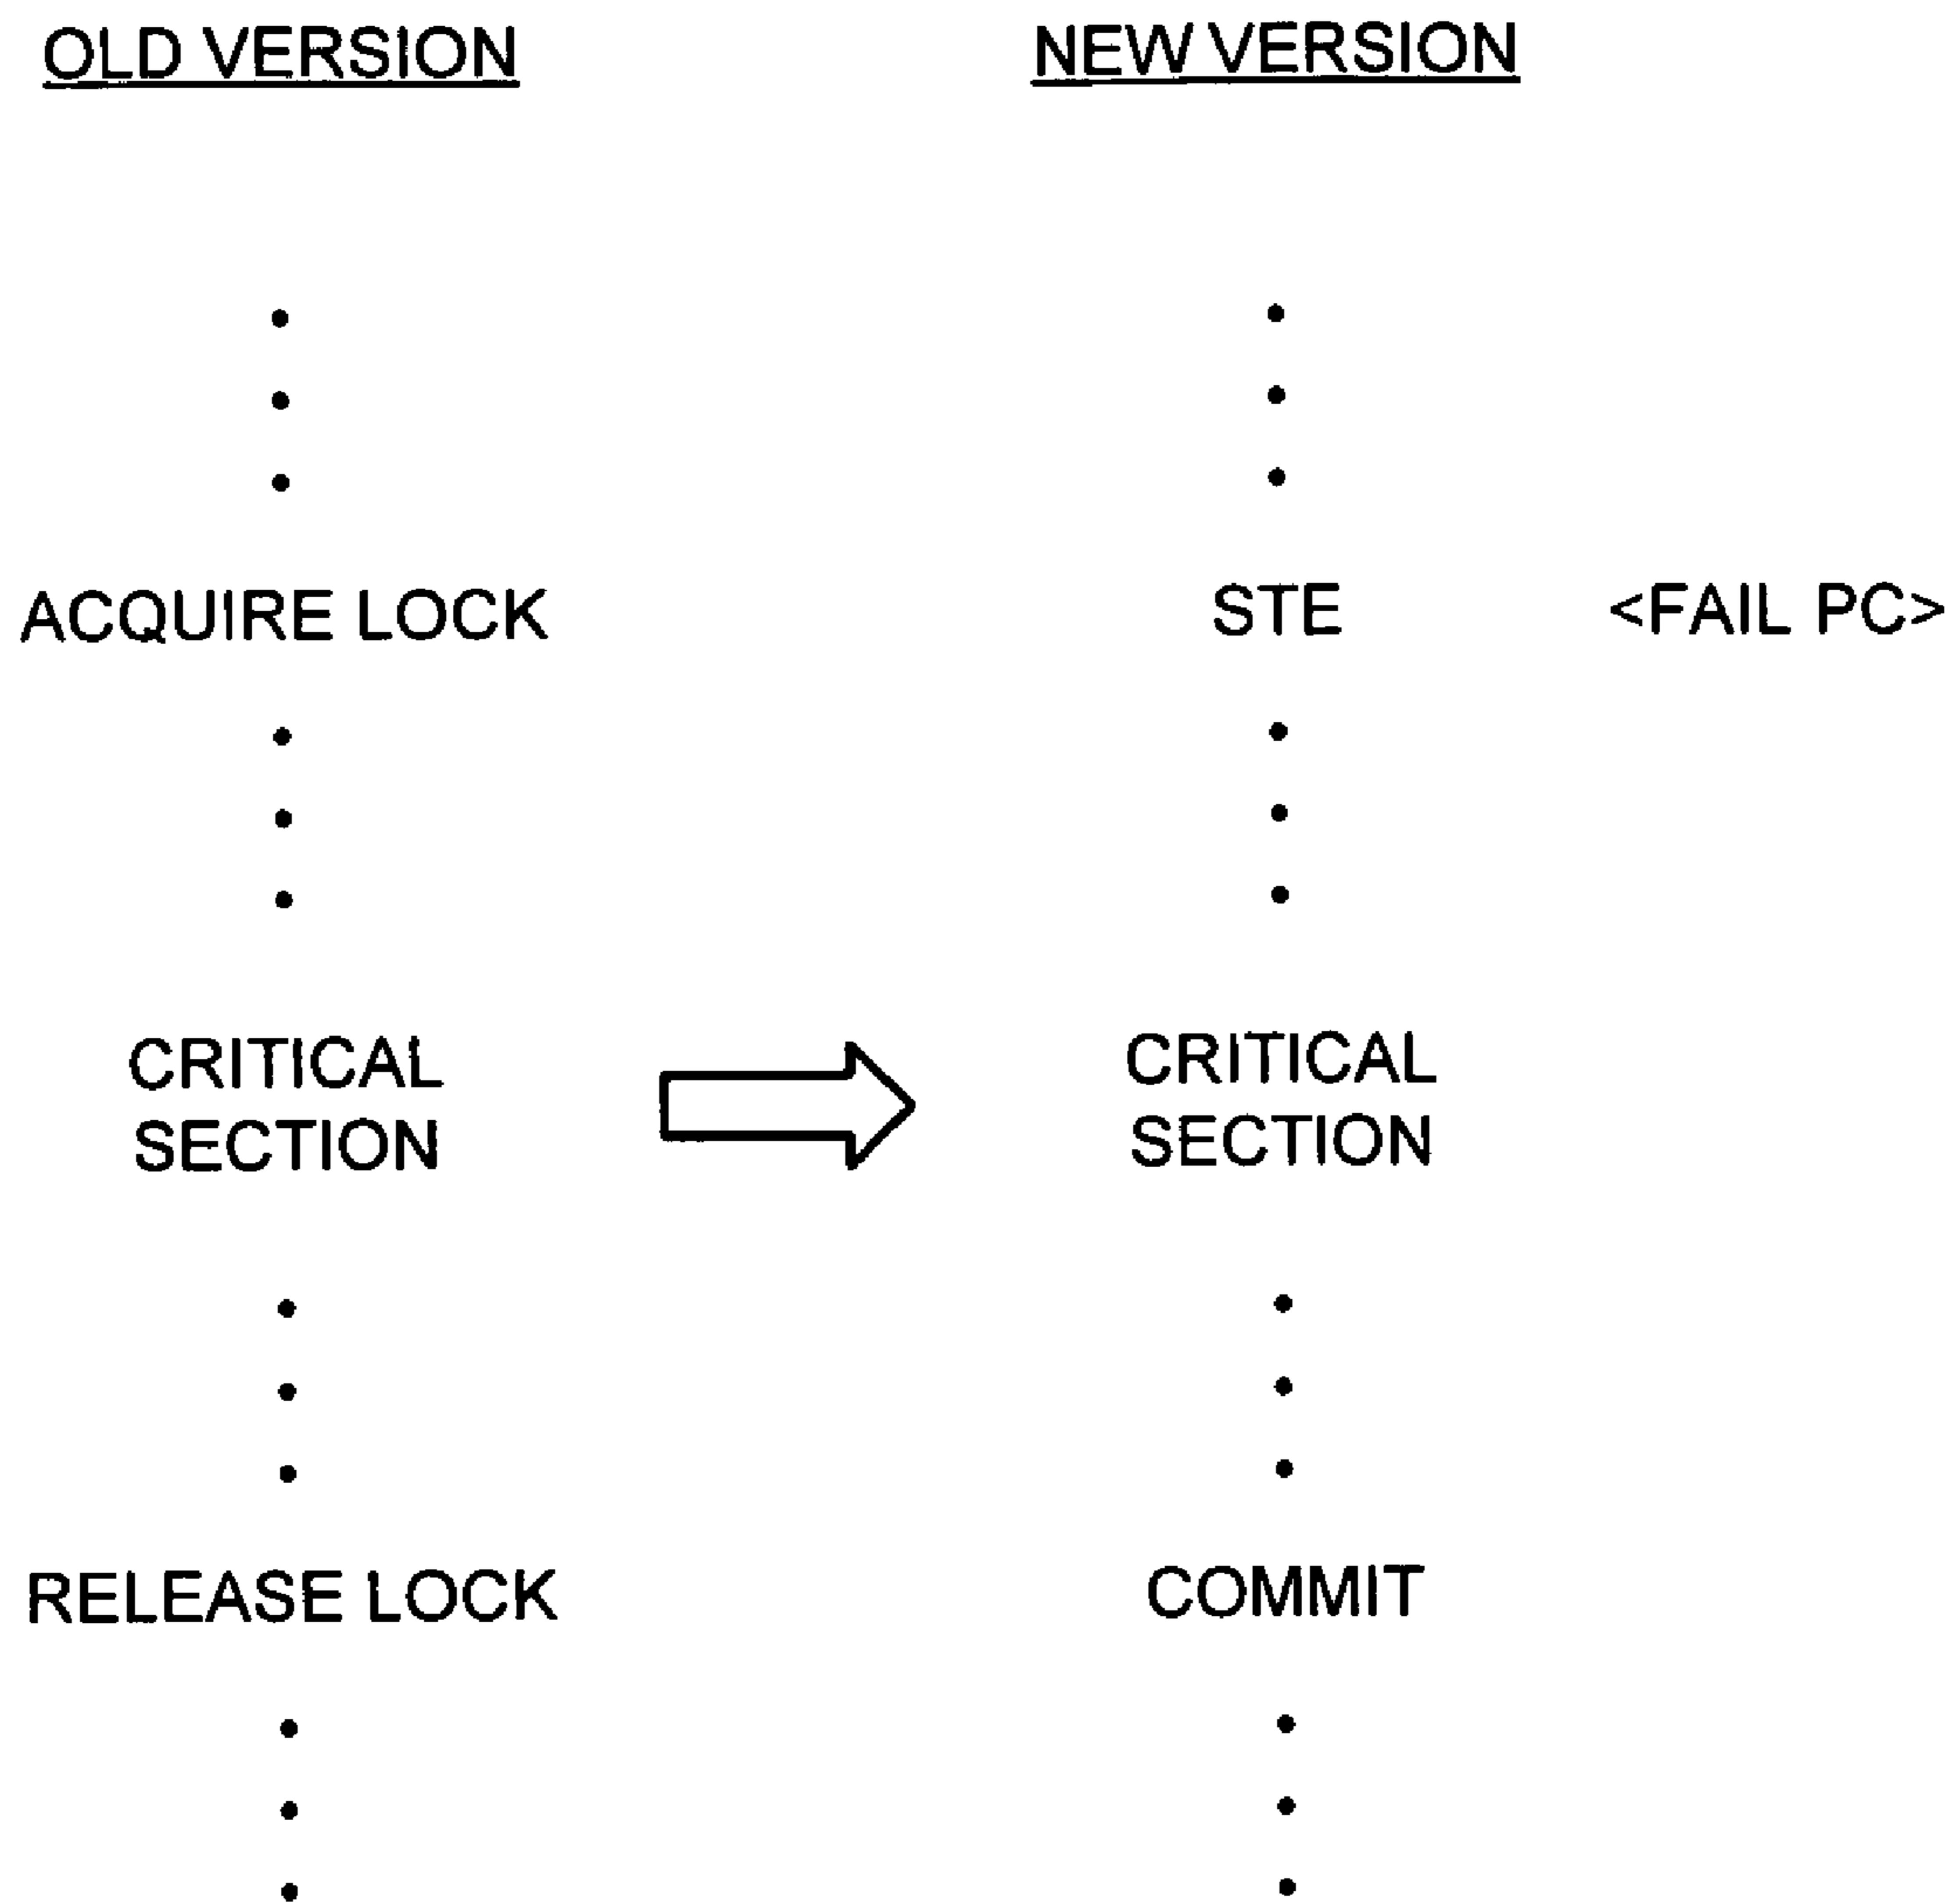 OLD VERSION
NEW VERSION
ACQUIRE LOCK
STE <FAIL PC>
CRITICAL
SECTION
CRITICAL
SECTION
RELEASE LOCK
COMMIT